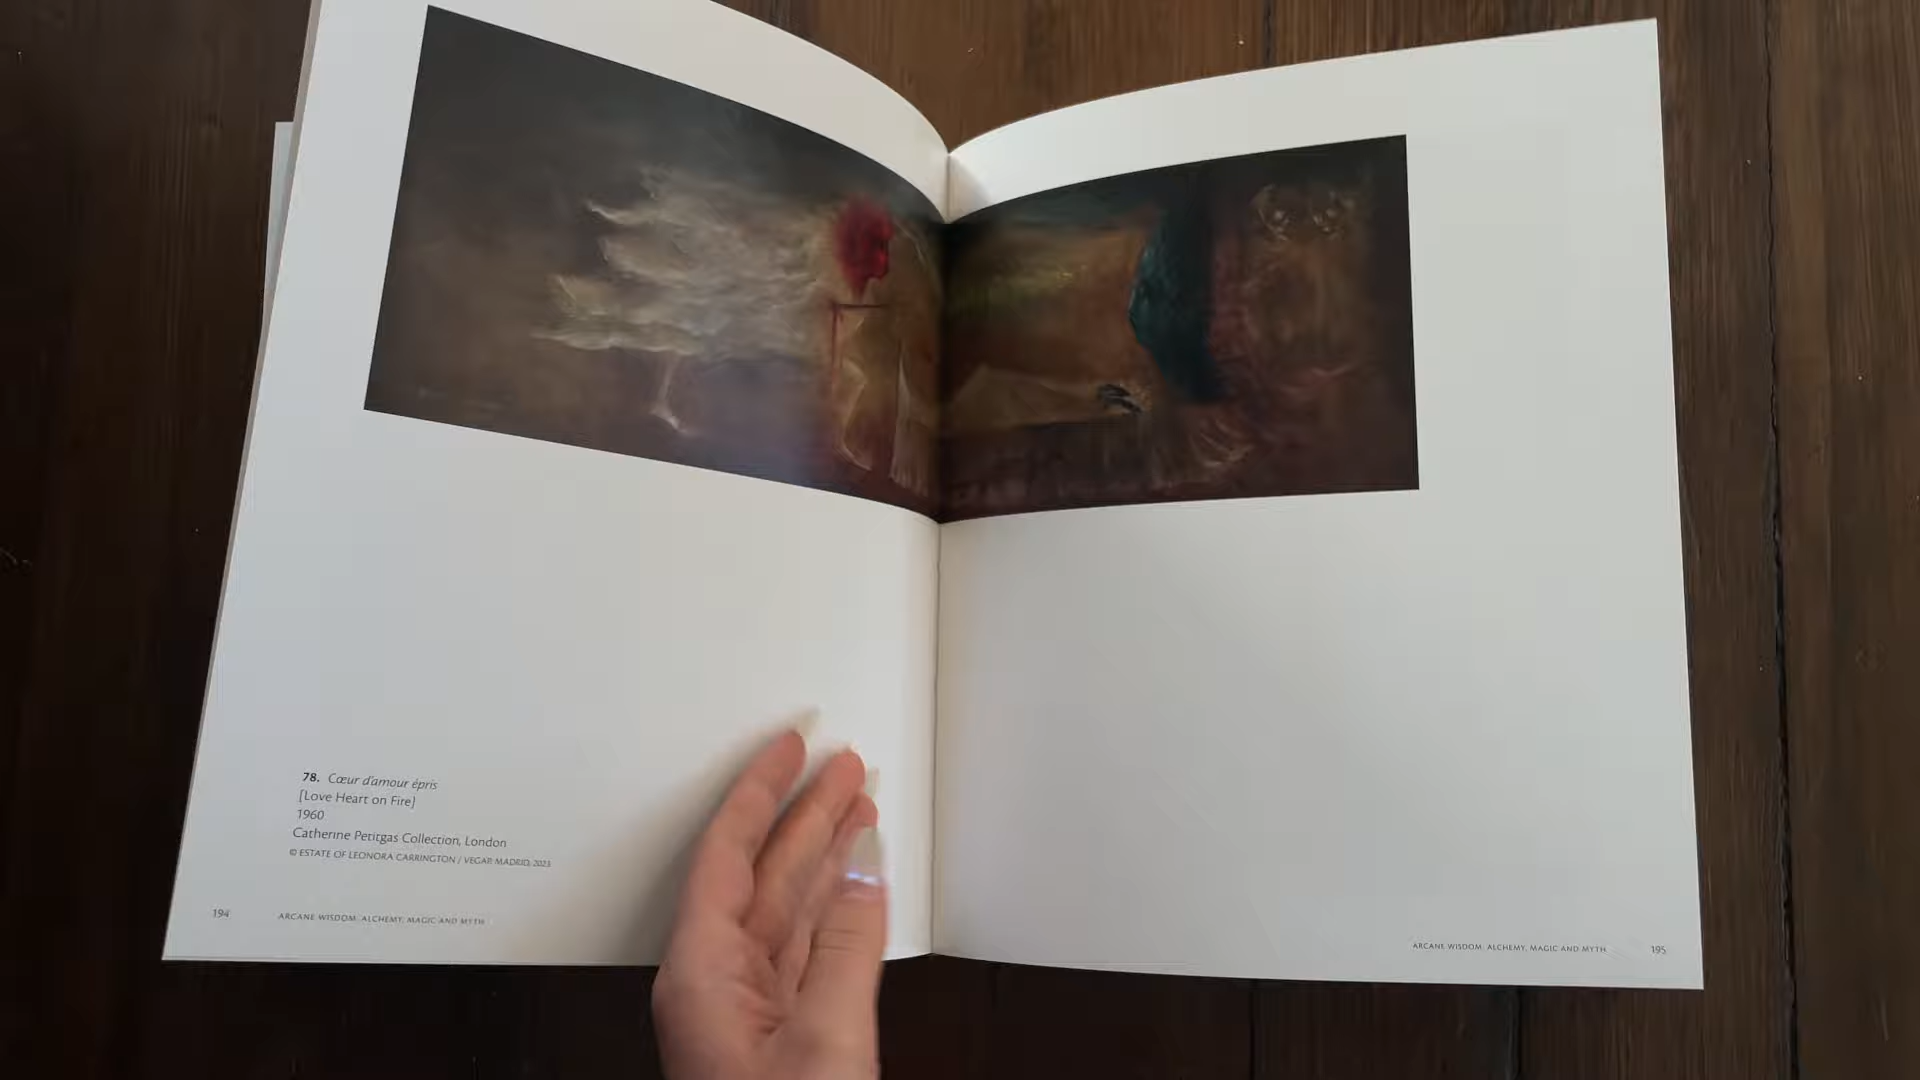 78. Cœur d'amour épris
[Love Heart on Fire]
1960
Catherine Petitgas Collection, London
© ESTATE OF LEONORA CARRINGTON / VEGAP, MADRID, 2023
194 ARCANE WISDOM: ALCHEMY, MAGIC AND MYTH
ARCANE WISDOM: ALCHEMY, MAGIC AND MYTH 195